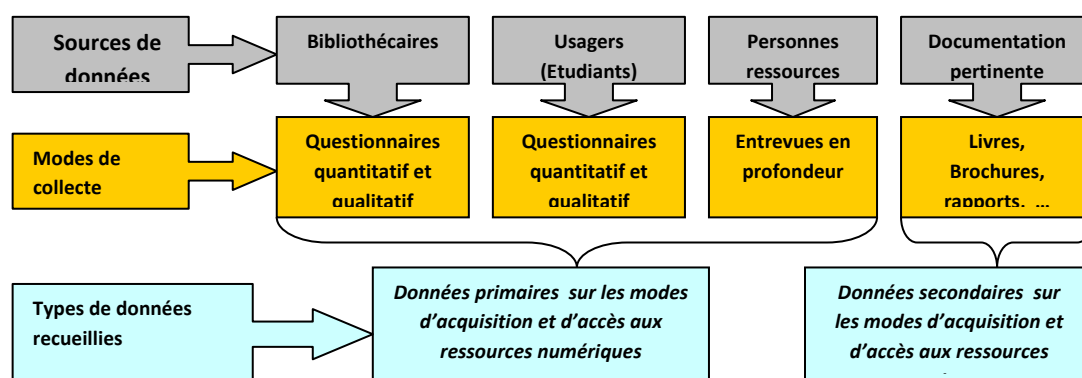 Sources de
données
Bibliothécaires
Usagers
(Etudiants)
Personnes
ressources
Documentation
pertinente
Modes de
collecte
Questionnaires
quantitatif et
qualitatif
Questionnaires
quantitatif et
qualitatif
Entrevues en
profondeur
Livres,
Brochures,
rapports, ...
Types de données
recueillies
Données primaires sur les modes
d'acquisition et d'accès aux
ressources numériques
Données secondaires sur
les modes d'acquisition et
d'accès aux ressources